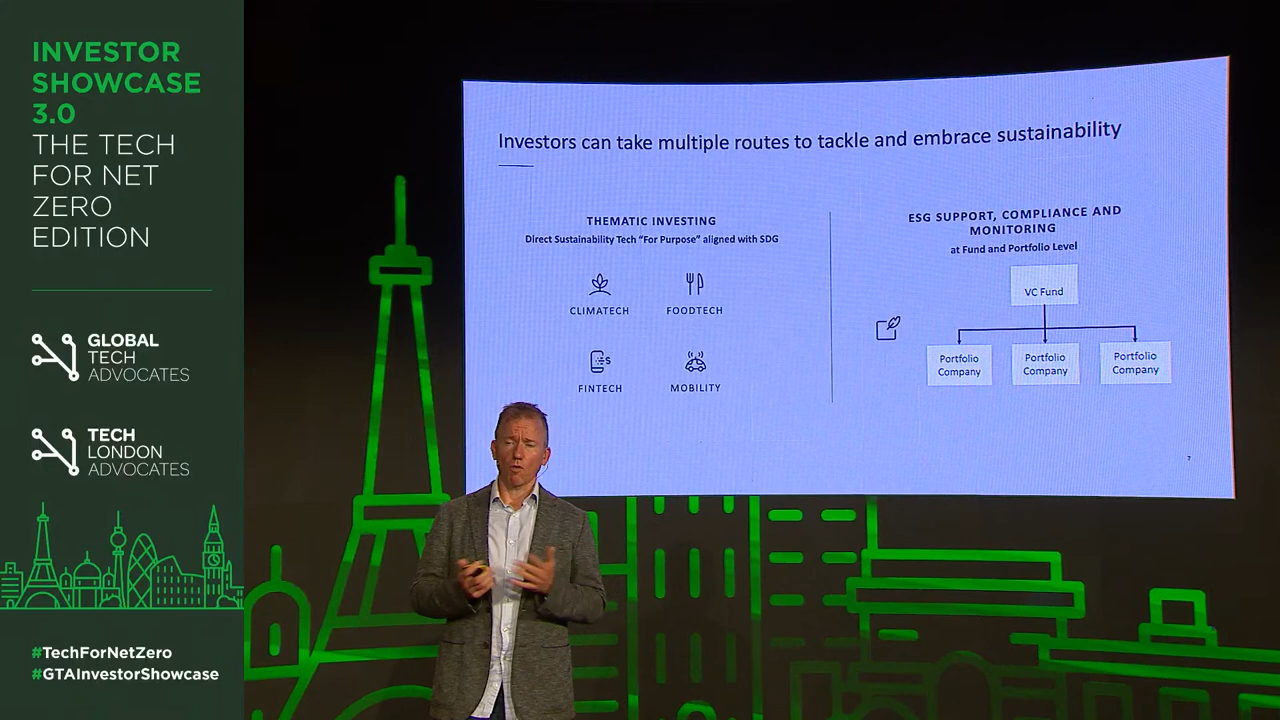 INVESTOR
SHOWCASE
3.0
THE TECH
FOR NET
ZERO
EDITION
GLOBAL
TECH
ADVOCATES
TECH
LONDON
ADVOCATES
#TechForNetZero
#GTAInvestorShowcase
Investors can take multiple routes to tackle and embrace sustainability
THEMATIC INVESTING
Direct Sustainability Tech “For Purpose” aligned with SDG
CLIMATECH
FOODTECH
FINTECH
MOBILITY
ESG SUPPORT, COMPLIANCE AND
MONITORING
at Fund and Portfolio Level
VC Fund
Portfolio
Company
Portfolio
Company
Portfolio
Company
7